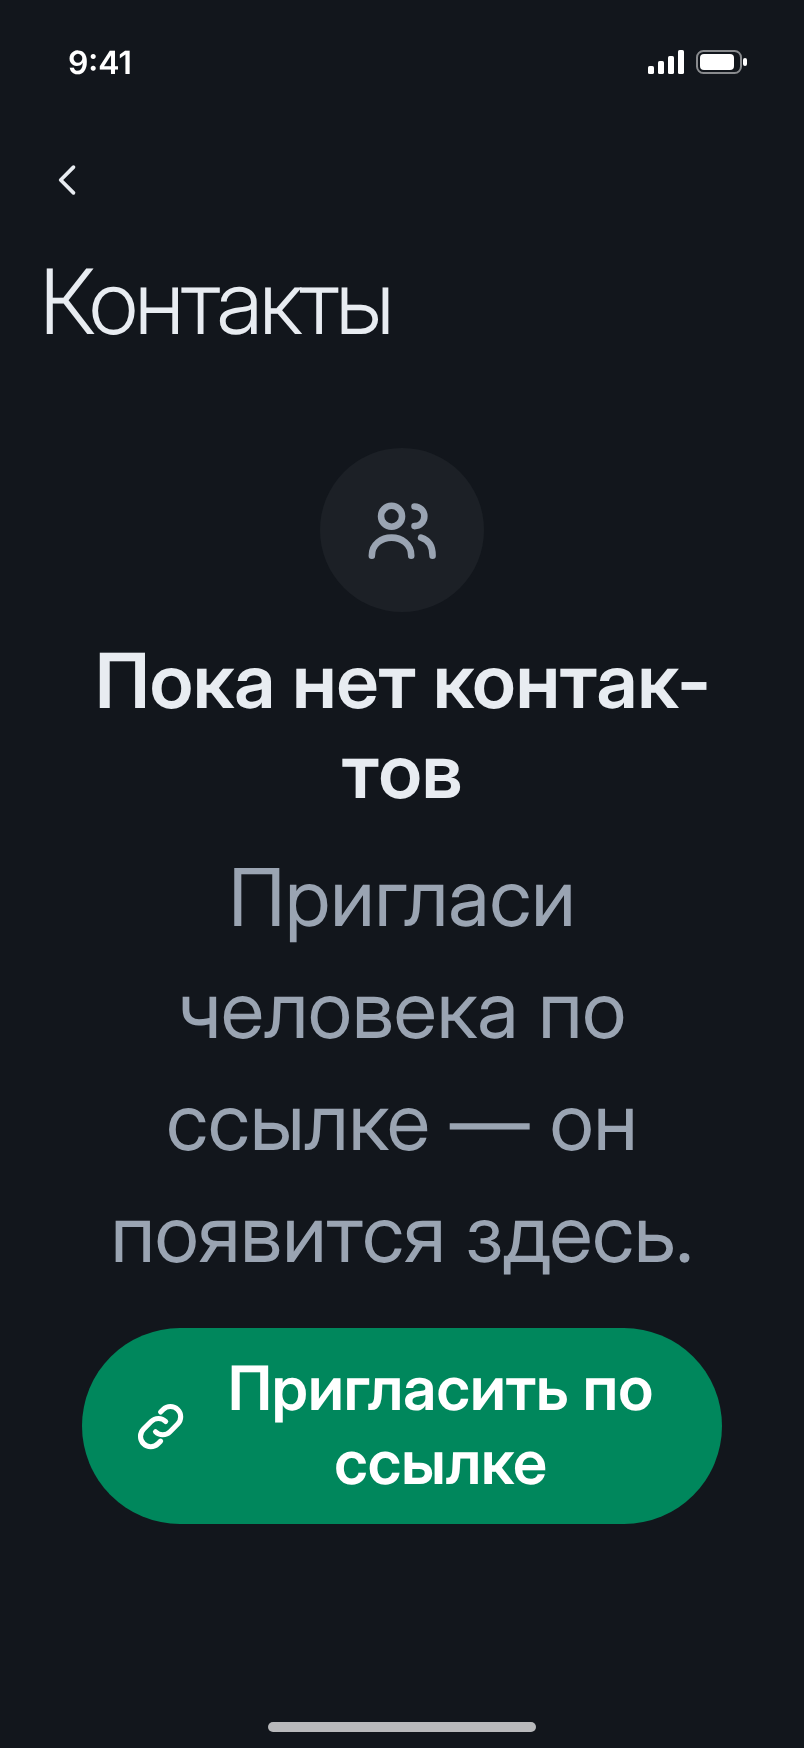 9:41
Контакты
Пока нет контак-
тов
Пригласи
человека по
ссылке — он
появится здесь.
Пригласить по
ссылке